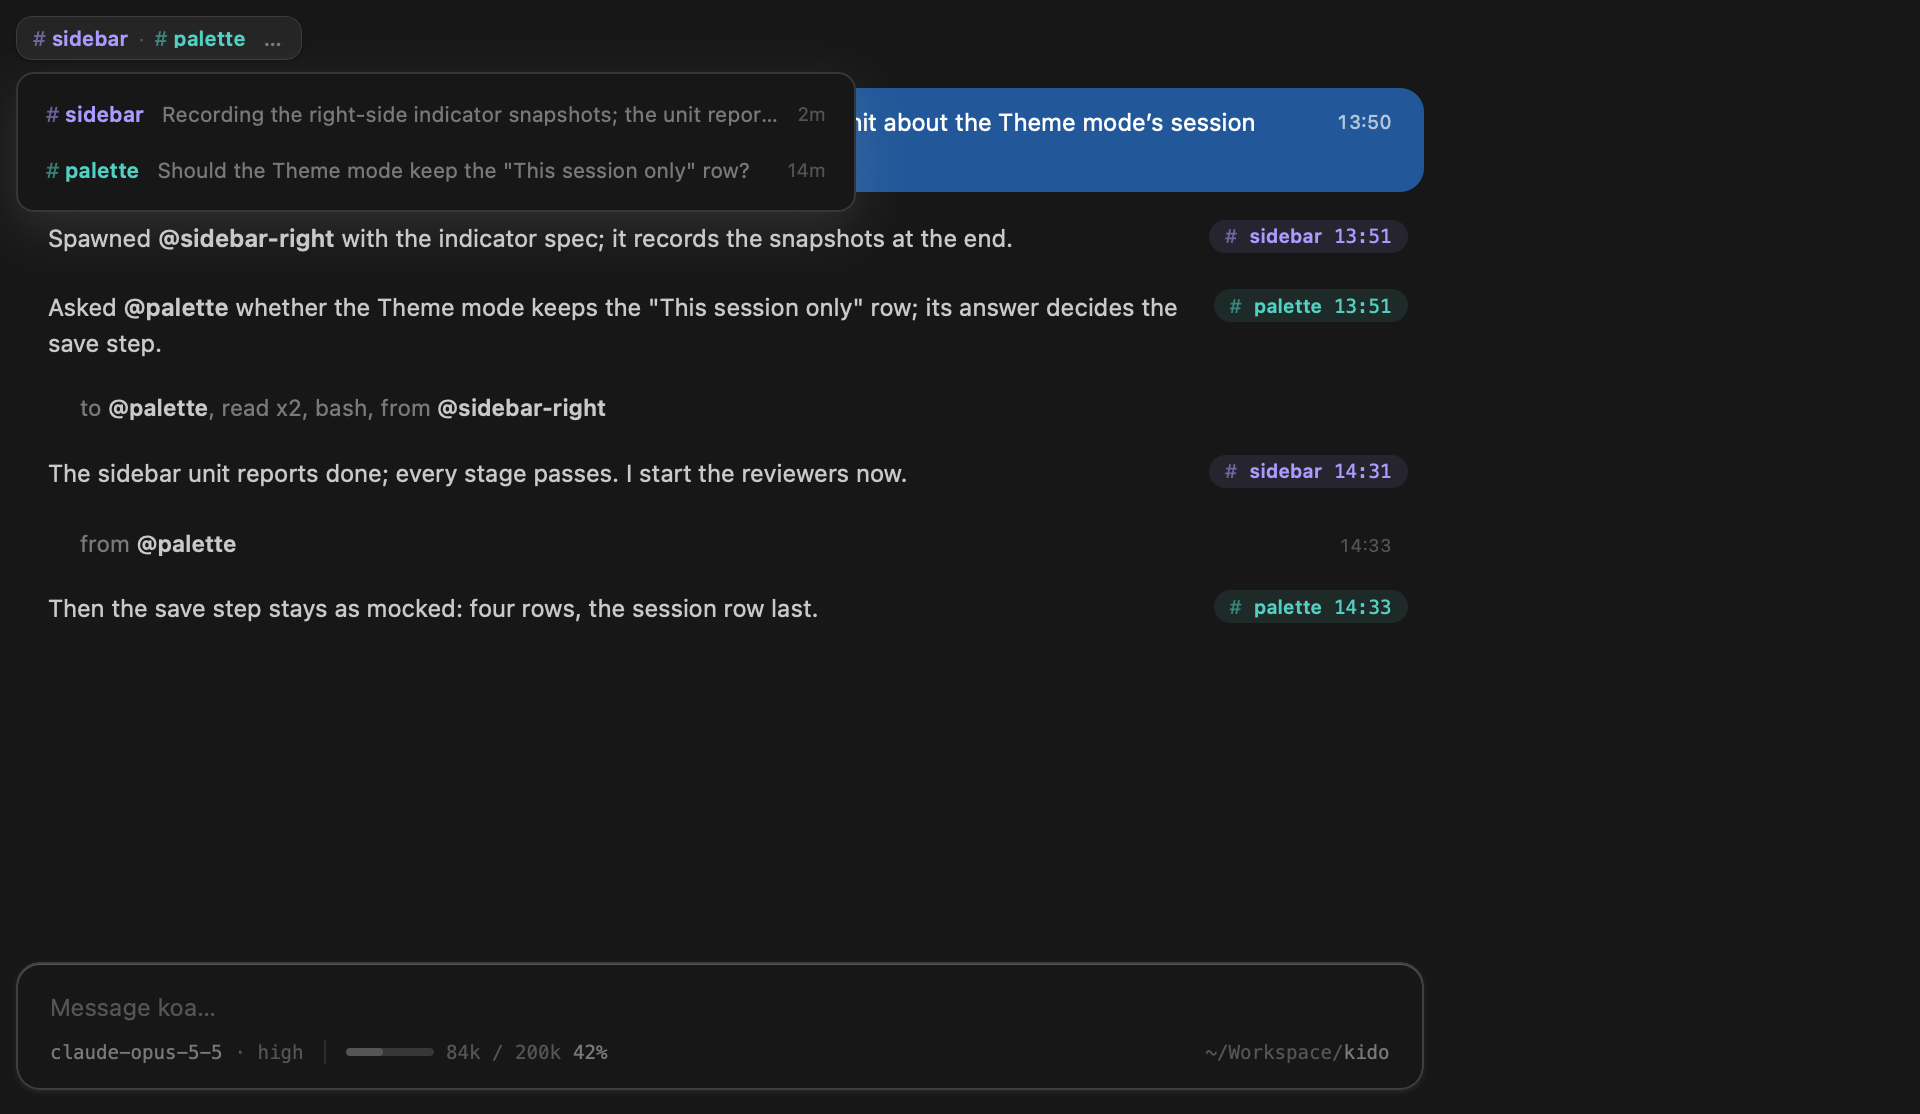 # sidebar · # palette ...
# sidebar Recording the right-side indicator snapshots; the unit repor... 2m
about the Theme mode’s session 13:50
# palette Should the Theme mode keep the "This session only" row? 14m
Spawned @sidebar-right with the indicator spec; it records the snapshots at the end. # sidebar 13:51
Asked @palette whether the Theme mode keeps the "This session only" row; its answer decides the # palette 13:51
save step.
to @palette, read x2, bash, from @sidebar-right
The sidebar unit reports done; every stage passes. I start the reviewers now. # sidebar 14:31
from @palette 14:33
Then the save step stays as mocked: four rows, the session row last. # palette 14:33
Message koa...
claude-opus-5-5 · high 84k / 200k 42% ~/Workspace/kido